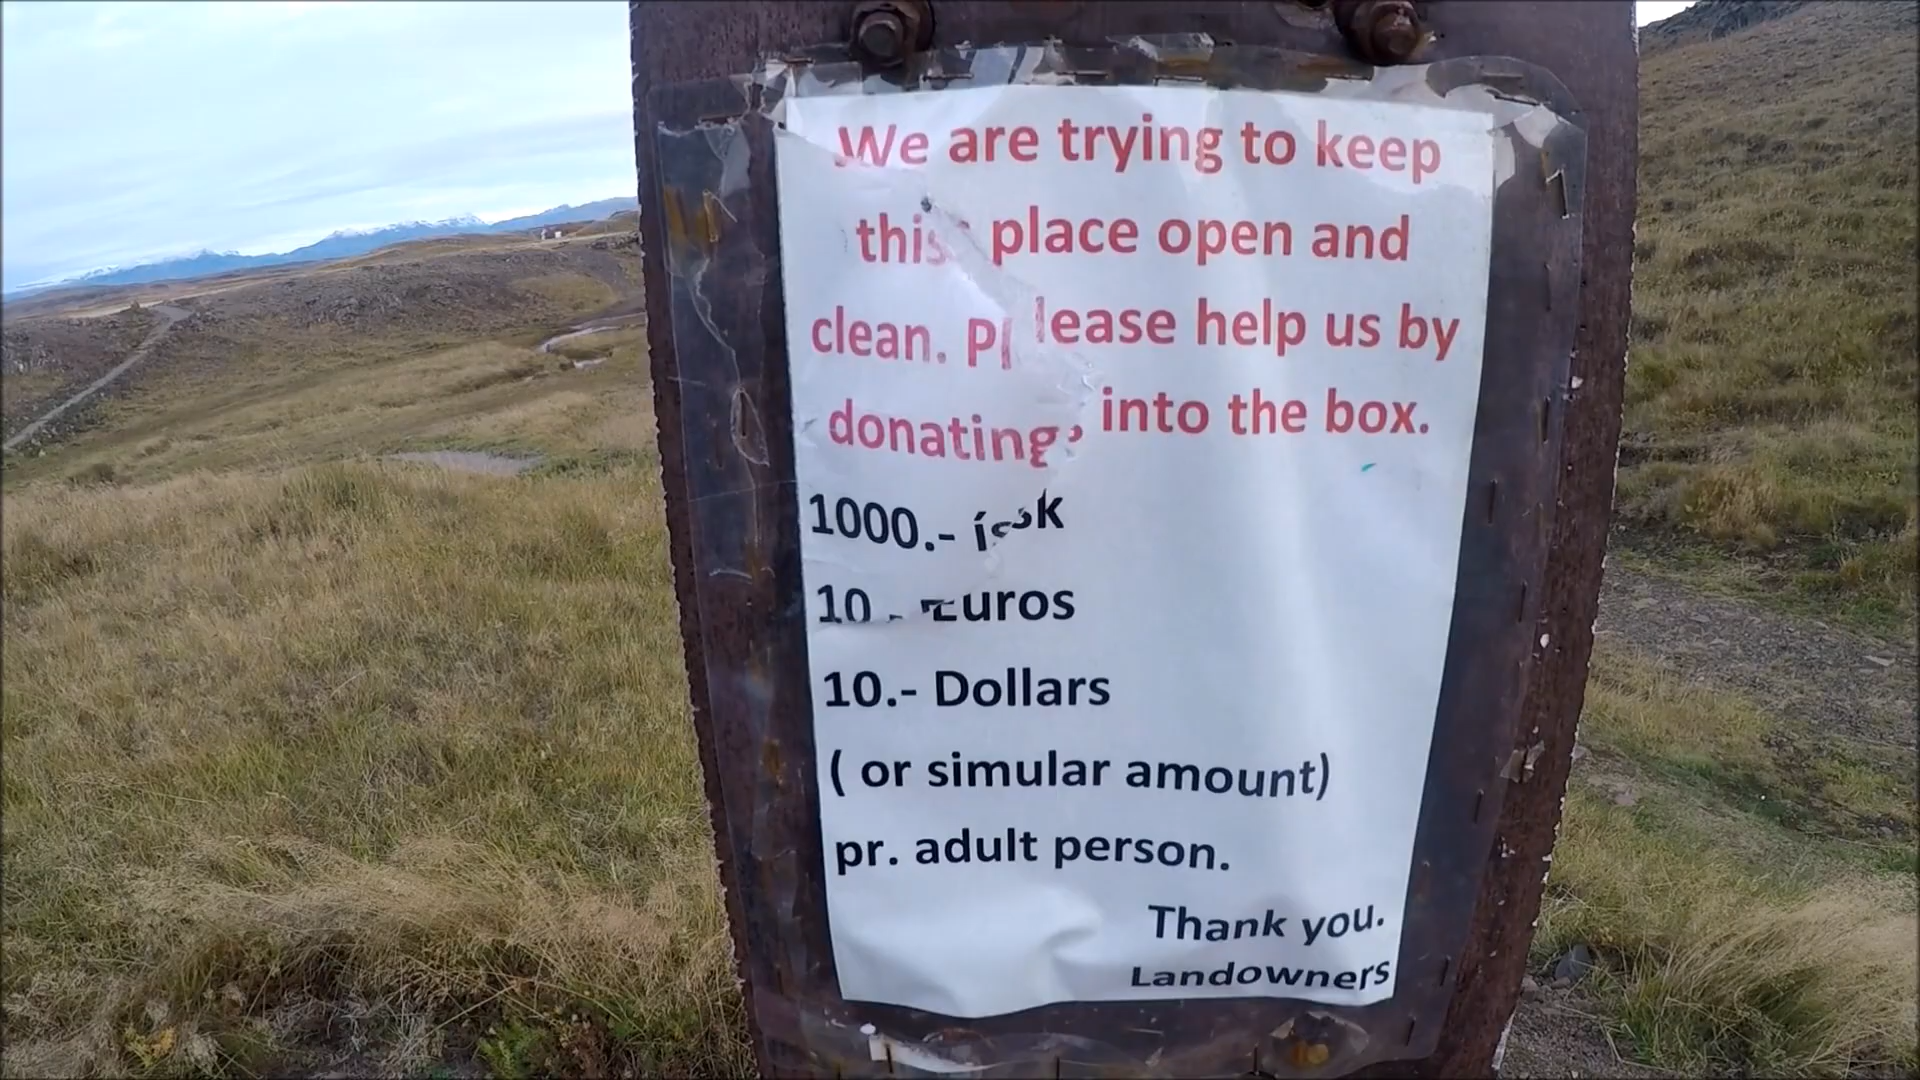 We are trying to keep
this place open and
clean. Please help us by
donating, into the box.
1000.- ísk
10.- Euros
10.- Dollars
( or simular amount)
pr. adult person.
Thank you.
Landowners